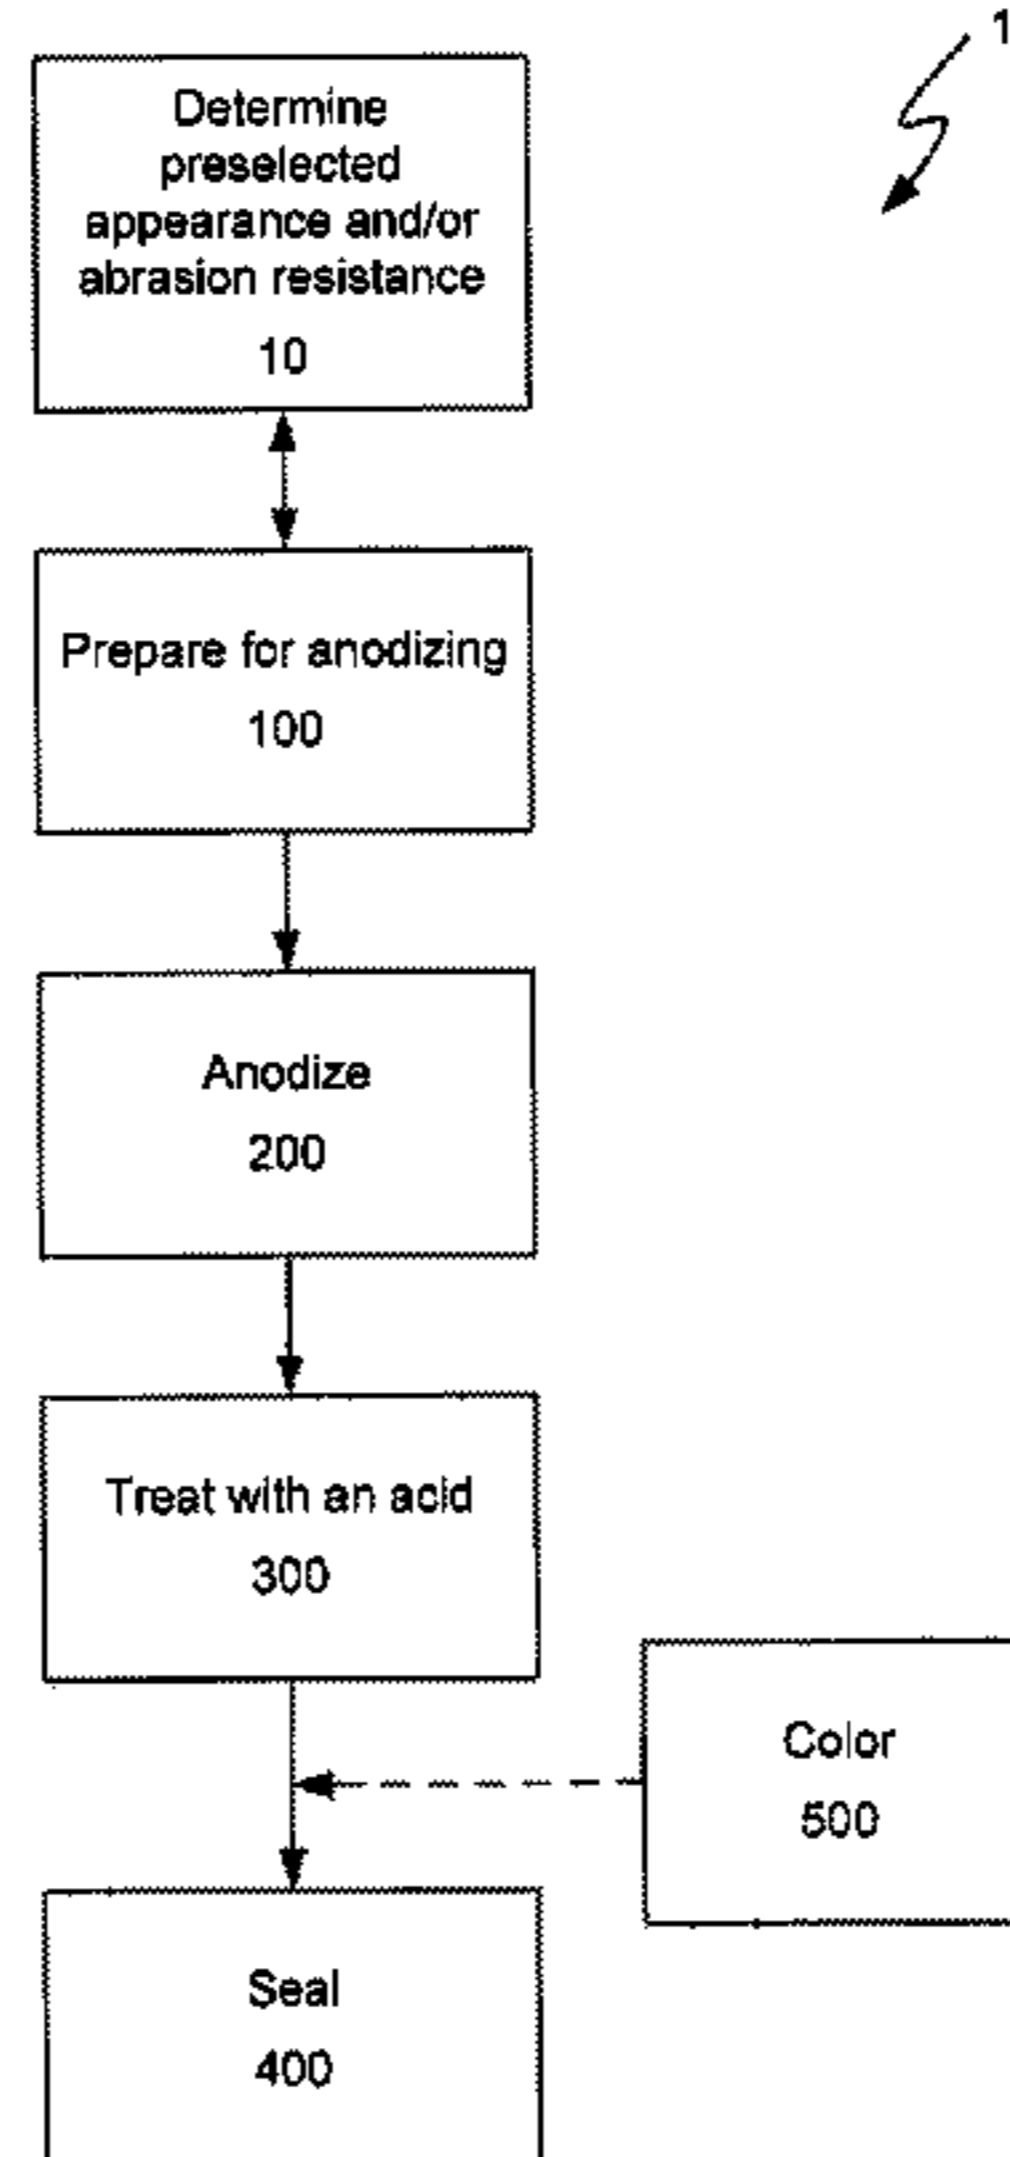 1
Determine
preselected
appearance and/or
abrasion resistance
10
Prepare for anodizing
100
Anodize
200
Treat with an acid
300
Color
500
Seal
400